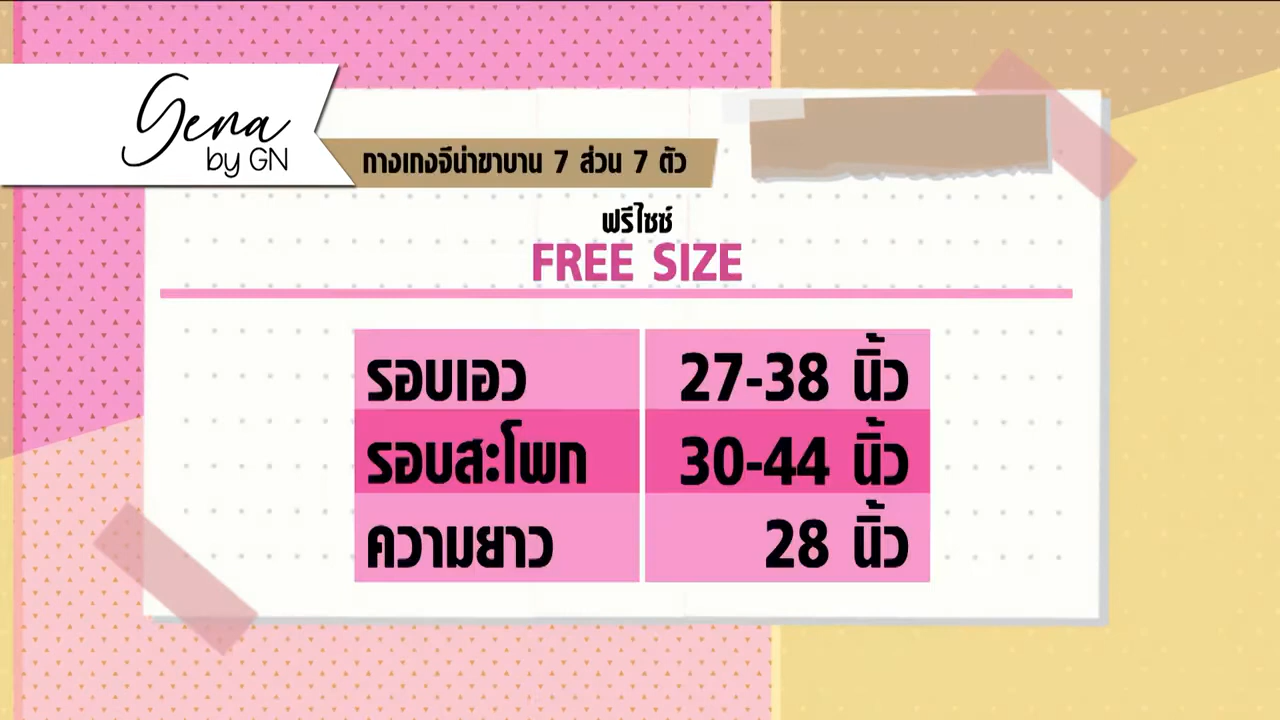 Gena
by GN
กางเกงจีน่าขาบาน 7 ส่วน 7 ตัว
ฟรีไซซ์
FREE SIZE
รอบเอว 27-38 นิ้ว
รอบสะโพก 30-44 นิ้ว
ความยาว 28 นิ้ว